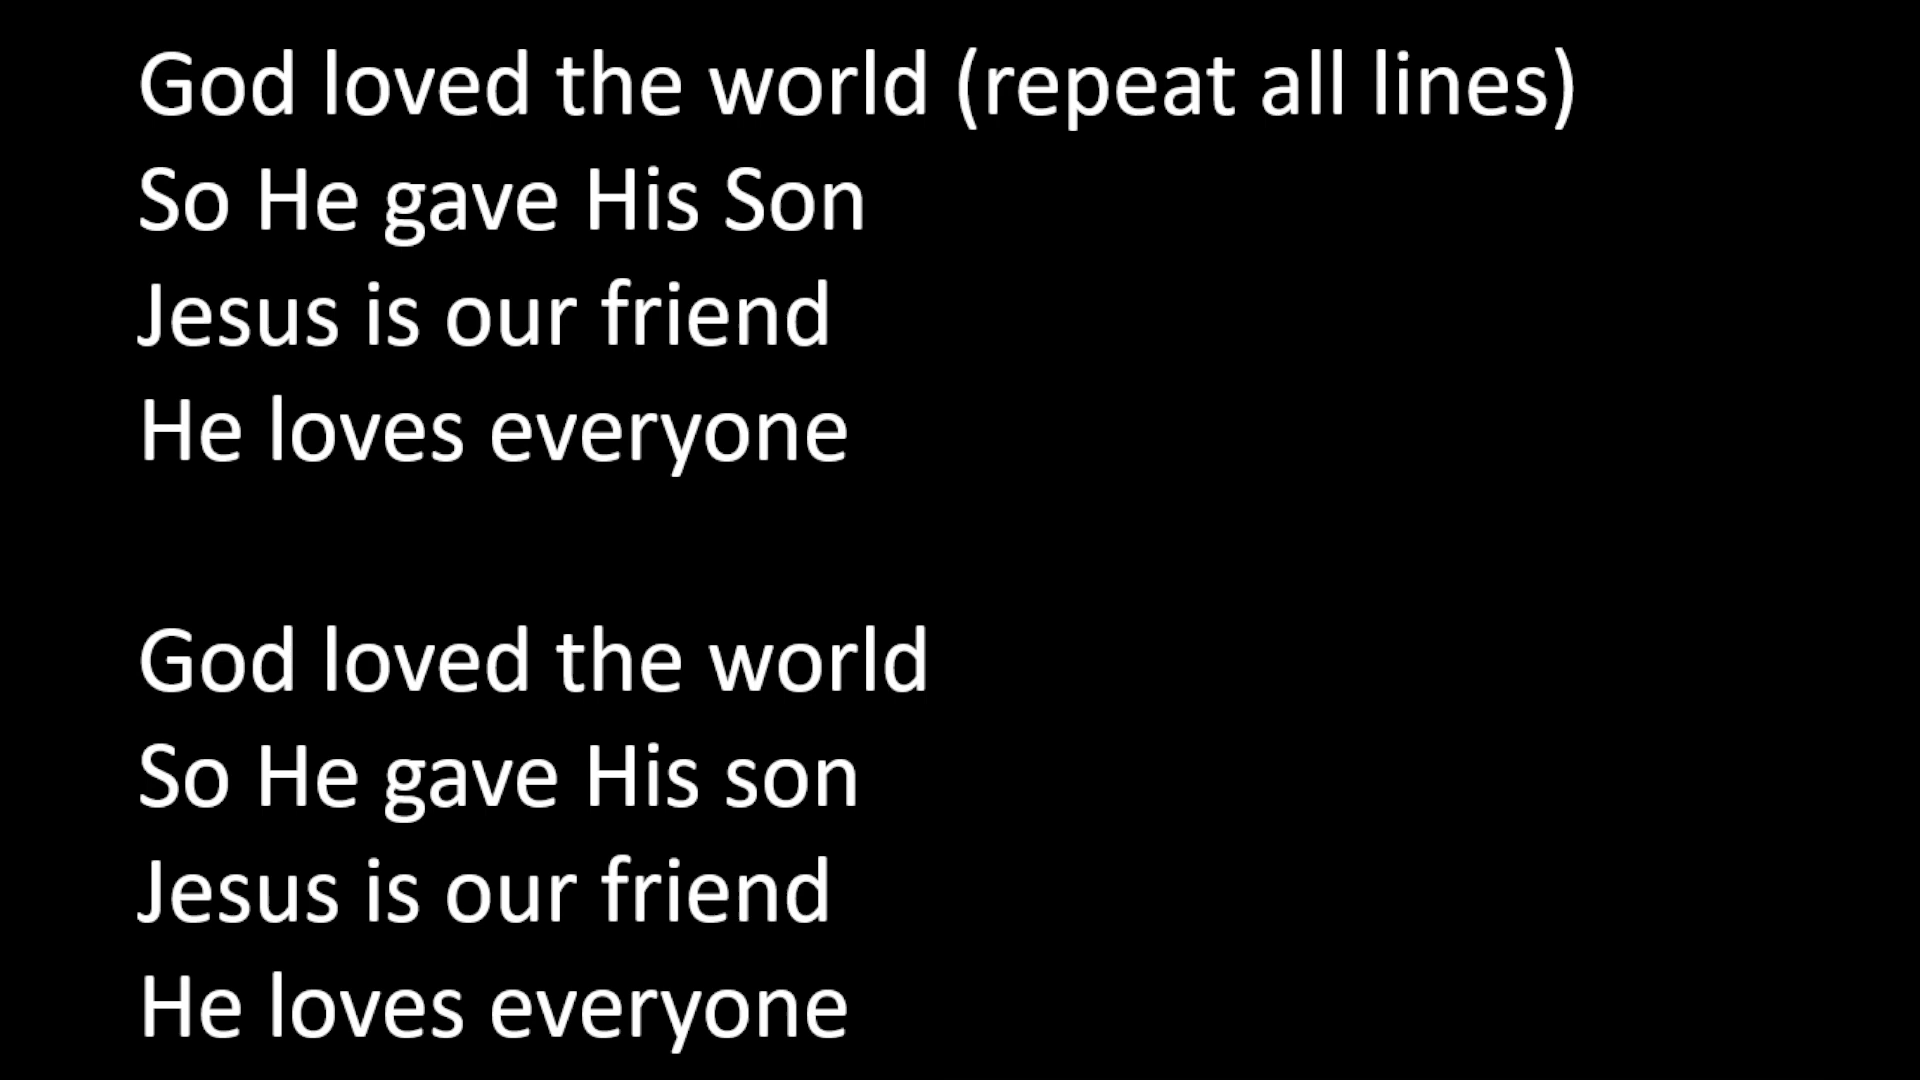 God loved the world (repeat all lines)
So He gave His Son
Jesus is our friend
He loves everyone
God loved the world
So He gave His son
Jesus is our friend
He loves everyone